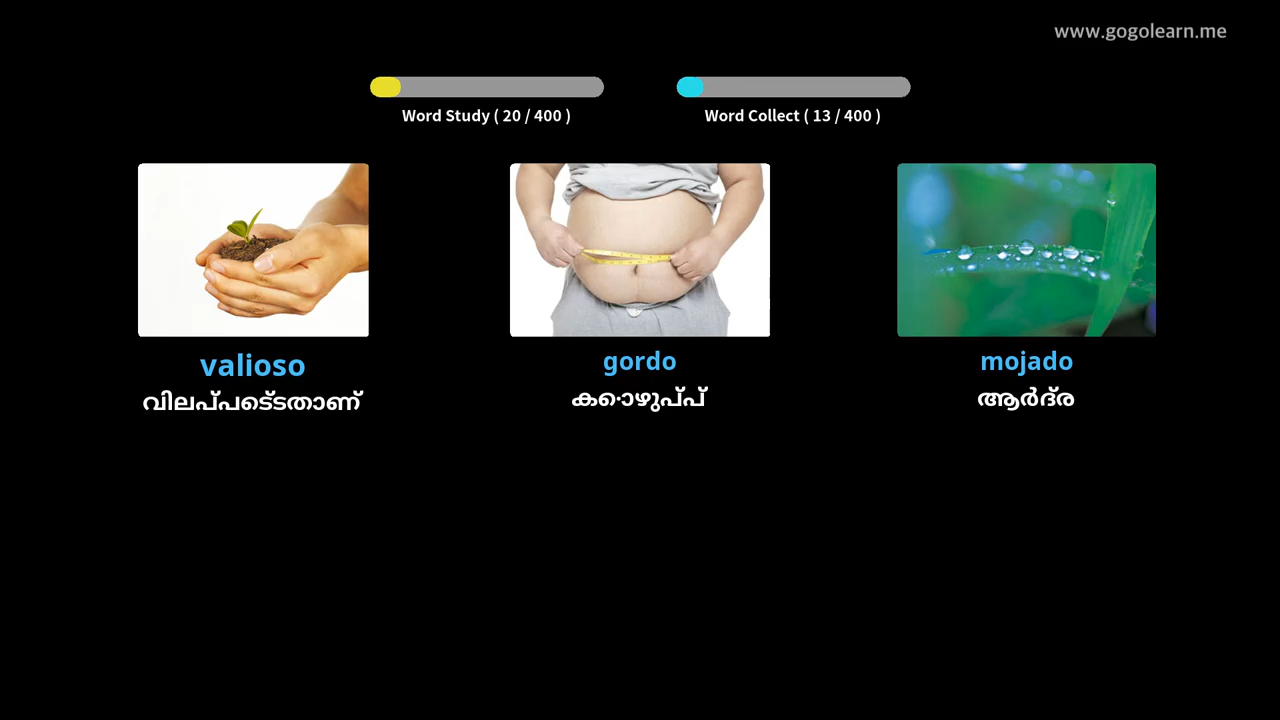 www.gogolearn.me
Word Study ( 20 / 400 )
Word Collect ( 13 / 400 )
valioso
gordo
mojado
വിലപ്പെട്ടതാണ്
കൊഴുപ്പ്
ആർദ്ര